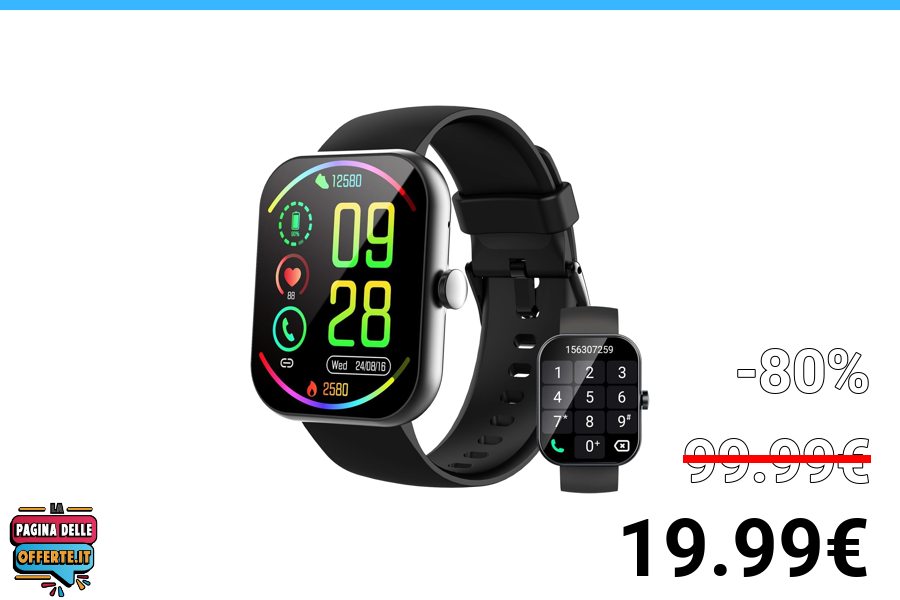 12580
09
88
28
Wed 24/08/16
2580
156307259
1 2 3
4 5 6
7* 8 9#
0+
-80%
99.99€
19.99€
LA
PAGINA DELLE
OFFERTE.IT